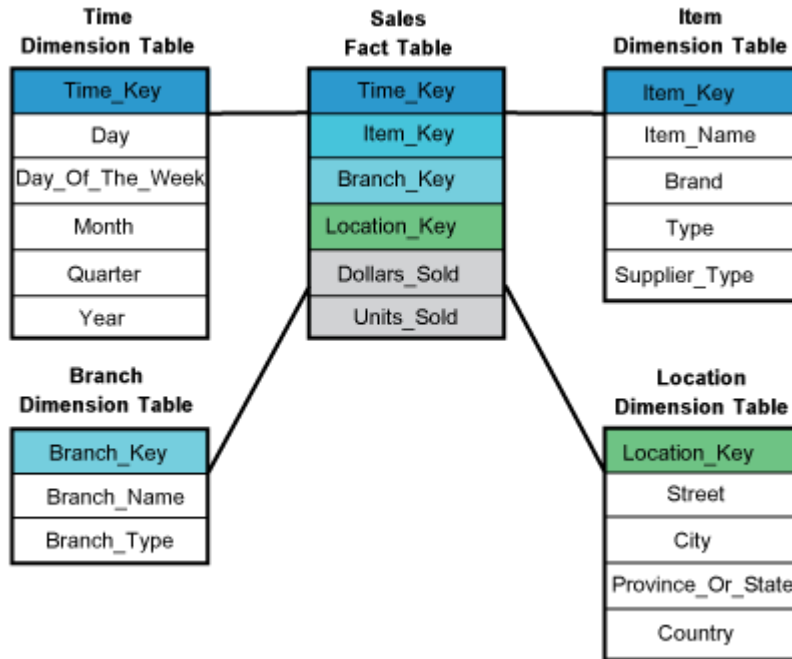 Time
Dimension Table
Time_Key
Day
Day_Of_The_Week
Month
Quarter
Year
Sales
Fact Table
Time_Key
Item_Key
Branch_Key
Location_Key
Dollars_Sold
Units_Sold
Item
Dimension Table
Item_Key
Item_Name
Brand
Type
Supplier_Type
Branch
Dimension Table
Branch_Key
Branch_Name
Branch_Type
Location
Dimension Table
Location_Key
Street
City
Province_Or_State
Country